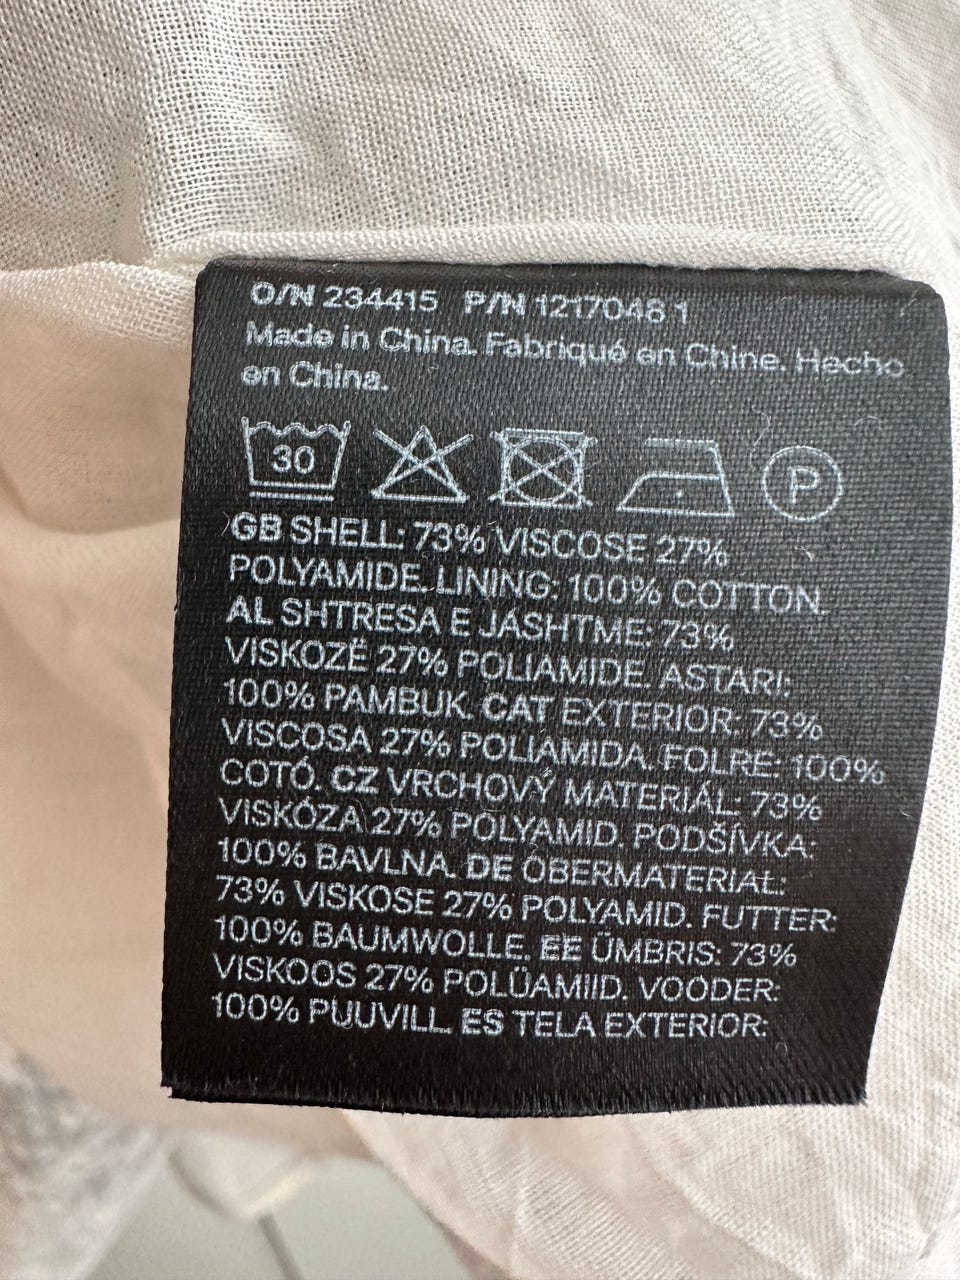 O/N 234415 P/N 1217048 1
Made in China. Fabriqué en Chine. Hecho
en China.
30 P
GB SHELL: 73% VISCOSE 27%
POLYAMIDE. LINING: 100% COTTON
AL SHTRESA E JASHTME: 73%
VISKOZË 27% POLIAMIDE. ASTARI:
100% PAMBUK. CAT EXTERIOR: 73%
VISCOSA 27% POLIAMIDA. FOLRE: 100%
COTÓ. CZ VRCHOVÝ MATERIÁL: 73%
VISKÓZA 27% POLYAMID. PODŠÍVKA:
100% BAVLNA. DE OBERMATERIAL:
73% VISKOSE 27% POLYAMID. FUTTER:
100% BAUMWOLLE. EE ÜMBRIS: 73%
VISKOOS 27% POLÜAMIID. VOODER:
100% PUUVILL. ES TELA EXTERIOR: